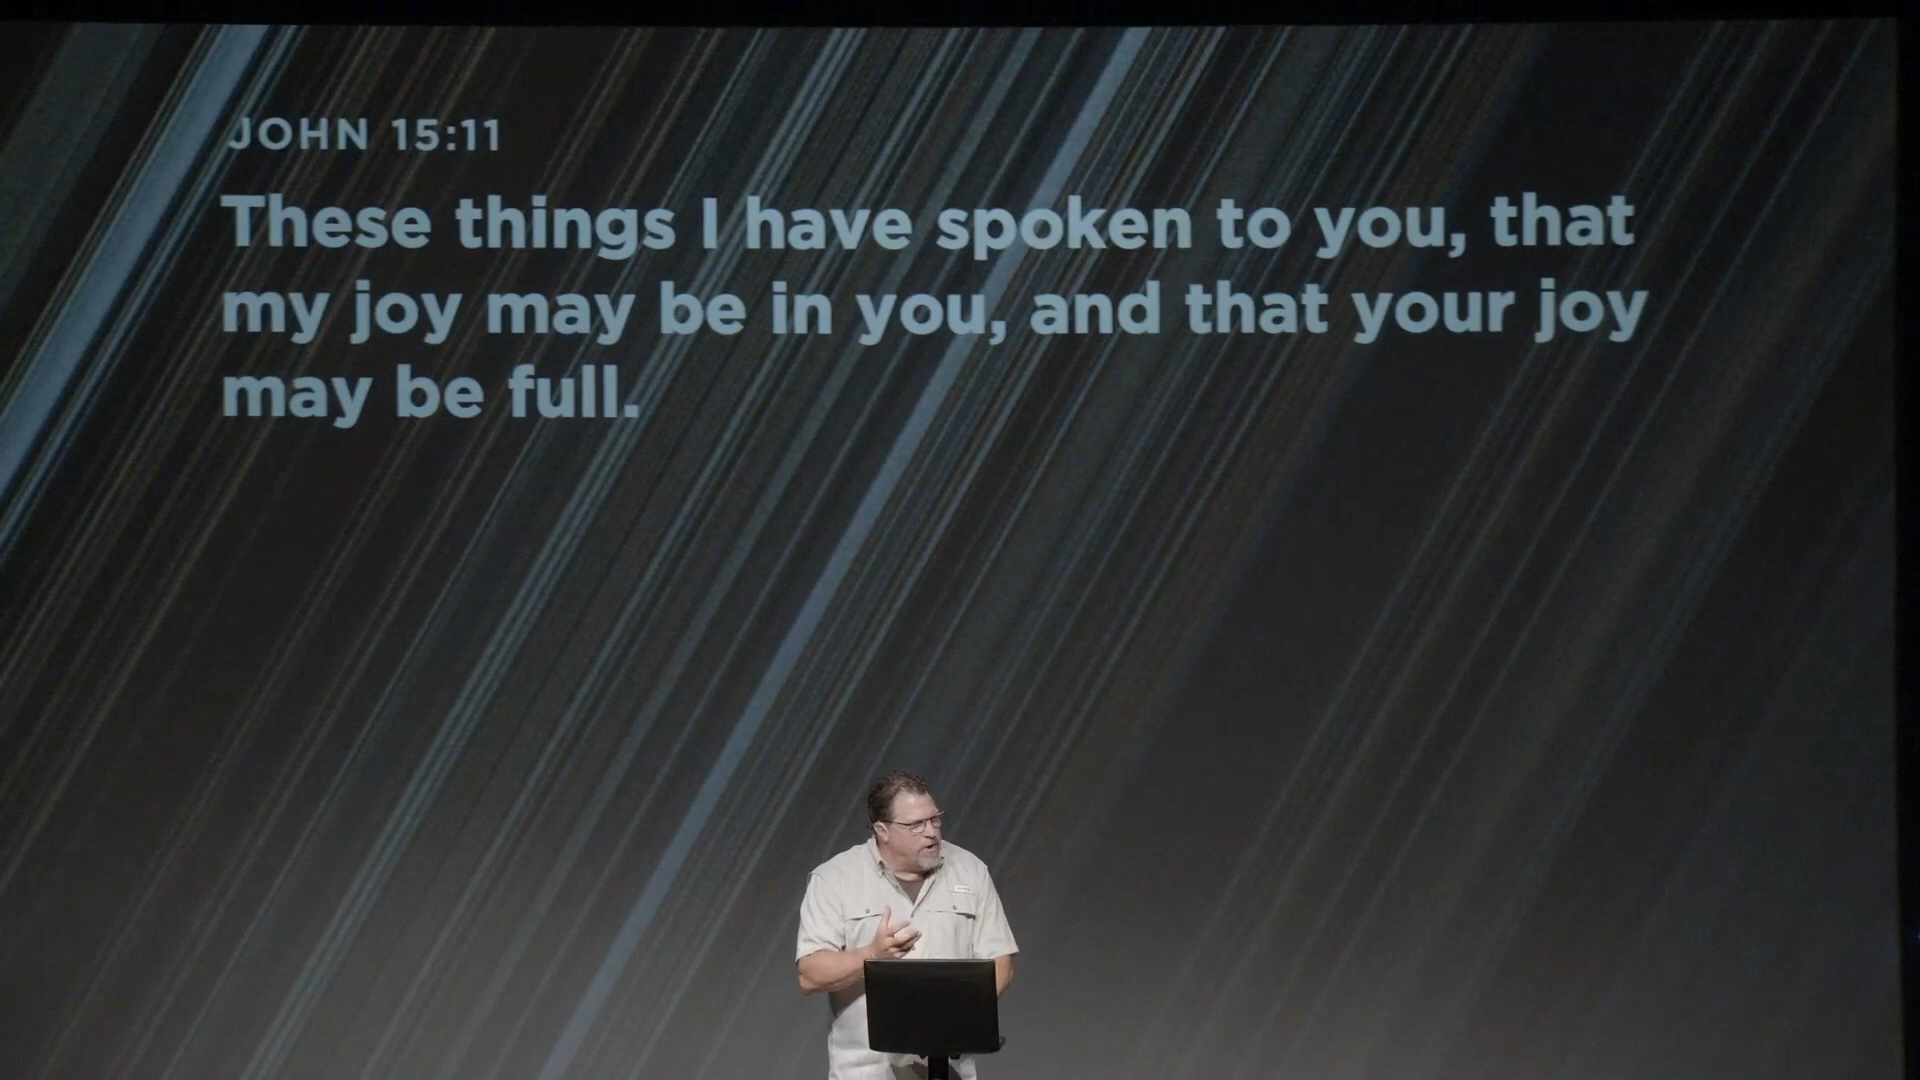 JOHN 15:11
These things I have spoken to you, that
my joy may be in you, and that your joy
may be full.